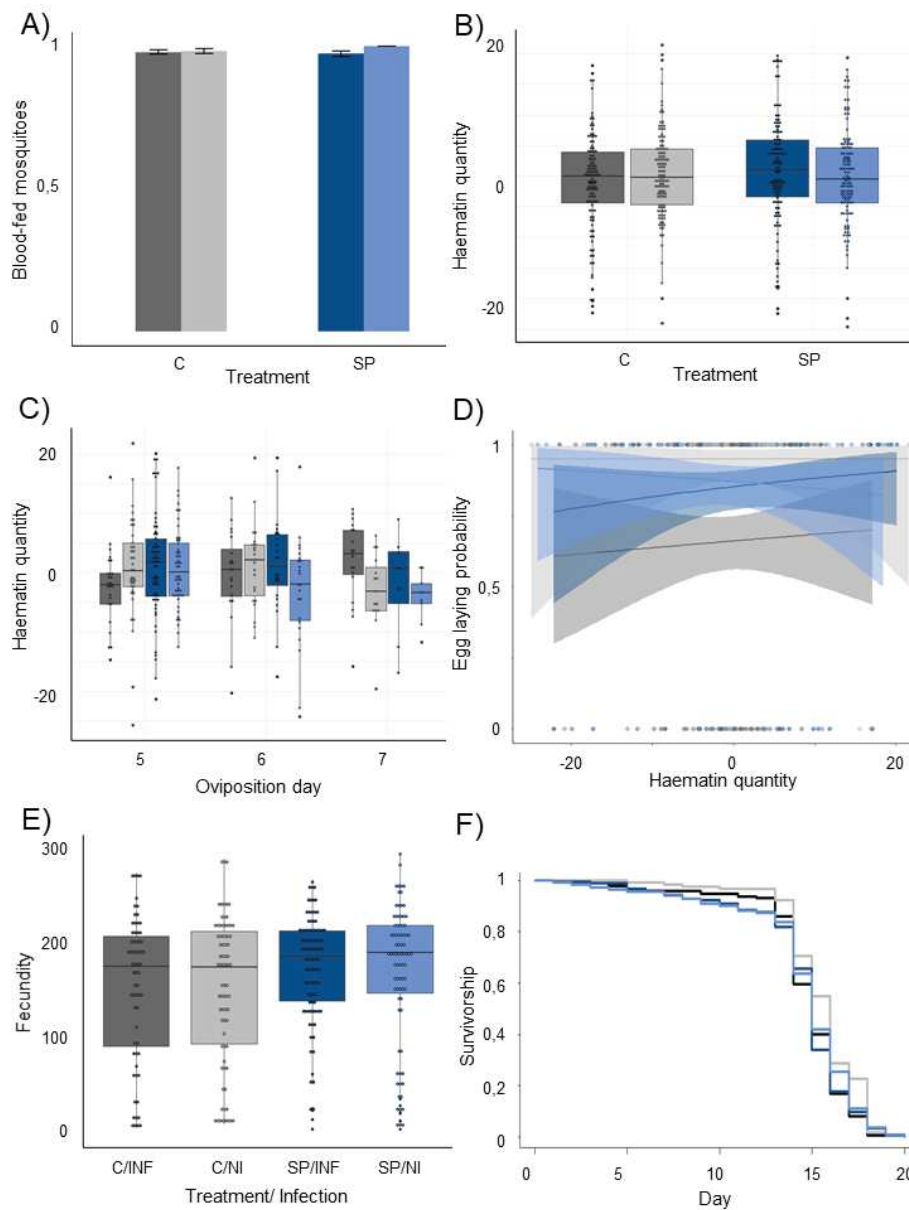 A)
1
0,5
0
Blood-fed mosquitoes
C
SP
Treatment
B)
20
0
-20
Haematin quantity
C
SP
Treatment
C)
20
0
-20
Haematin quantity
5
6
7
Oviposition day
D)
1
0,5
0
Egg laying probability
-20
0
20
Haematin quantity
E)
300
200
100
0
Fecundity
C/INF
C/NI
SP/INF
SP/NI
Treatment/ Infection
F)
1
0,8
0,6
0,4
0,2
0
Survivorship
0
5
10
15
20
Day